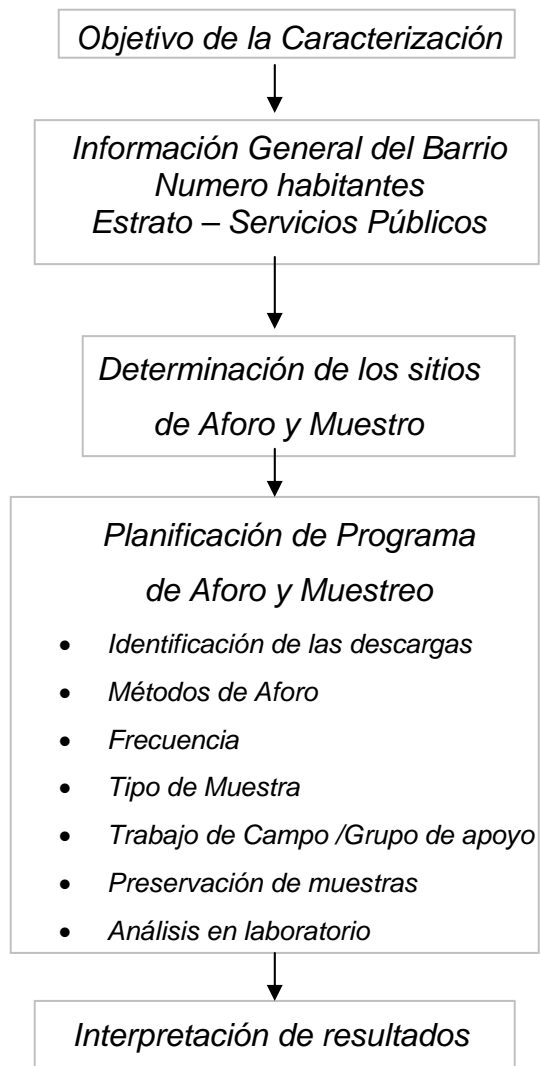 Objetivo de la Caracterización
Información General del Barrio
Numero habitantes
Estrato – Servicios Públicos
Determinación de los sitios
de Aforo y Muestro
Planificación de Programa
de Aforo y Muestreo
• Identificación de las descargas
• Métodos de Aforo
• Frecuencia
• Tipo de Muestra
• Trabajo de Campo /Grupo de apoyo
• Preservación de muestras
• Análisis en laboratorio
Interpretación de resultados